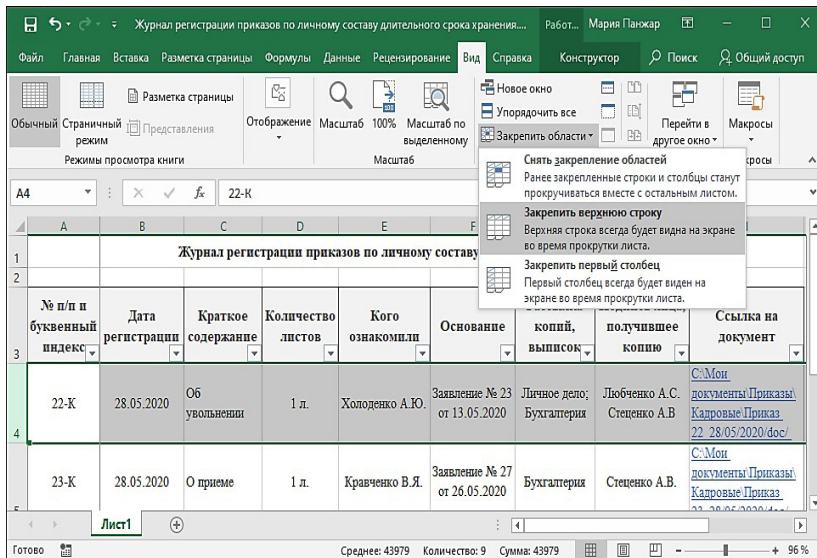 Журнал регистрации приказов по личному составу длительного срока хранения.... Работ... Мария Панжар
Файл Главная Вставка Разметка страницы Формулы Данные Рецензирование Вид Справка Конструктор Поиск Общий доступ
Обычный Страничный режим Разметка страницы Представления
Режимы просмотра книги
Отображение Масштаб 100% Масштаб по выделенному
Масштаб
Новое окно
Упорядочить все
Закрепить области
Перейти в другое окно
Макросы
Снять закрепление областей
Ранее закрепленные строки и столбцы станут
прокручиваться вместе с остальным листом.
Закрепить верхнюю строку
Верхняя строка всегда будет видна на экране
во время прокрутки листа.
Закрепить первый столбец
Первый столбец всегда будет виден на
экране во время прокрутки листа.
A4 fx 22-К
A B C D E F
1 Журнал регистрации приказов по личному составу
2
3
№ п/п и буквенный индекс
Дата регистрации
Краткое содержание
Количество листов
Кого ознакомили
Основание
копий, выписок
получившее копию
Ссылка на документ
4
22-К
28.05.2020
Об увольнении
1 л.
Холоденко А.Ю.
Заявление № 23 от 13.05.2020
Личное дело; Бухгалтерия
Любченко А.С. Стеценко А.В
C:\Мои документы\Приказы\Кадровые\Приказ 22_28/05/2020/doc/
23-К
28.05.2020
О приеме
1 л.
Кравченко В.Я.
Заявление № 27 от 26.05.2020
Бухгалтерия
Стеценко А.В.
C:\Мои документы\Приказы\Кадровые\Приказ
Лист1
Готово Среднее: 43979 Количество: 9 Сумма: 43979 96 %